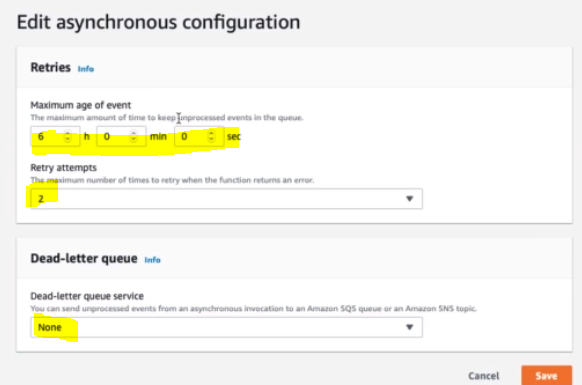 Edit asynchronous configuration
Retries Info
Maximum age of event
The maximum amount of time to keep unprocessed events in the queue.
6 h 0 min 0 sec
Retry attempts
The maximum number of times to retry when the function returns an error.
2
Dead-letter queue Info
Dead-letter queue service
You can send unprocessed events from an asynchronous invocation to an Amazon SQS queue or an Amazon SNS topic.
None
Cancel Save